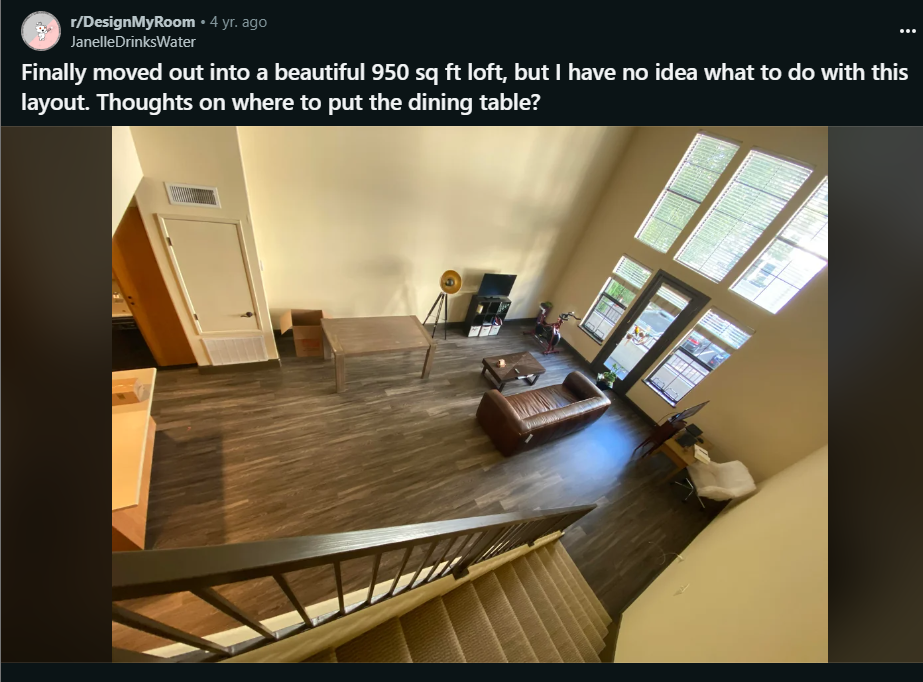 r/DesignMyRoom • 4 yr. ago
JanelleDrinksWater
Finally moved out into a beautiful 950 sq ft loft, but I have no idea what to do with this
layout. Thoughts on where to put the dining table?